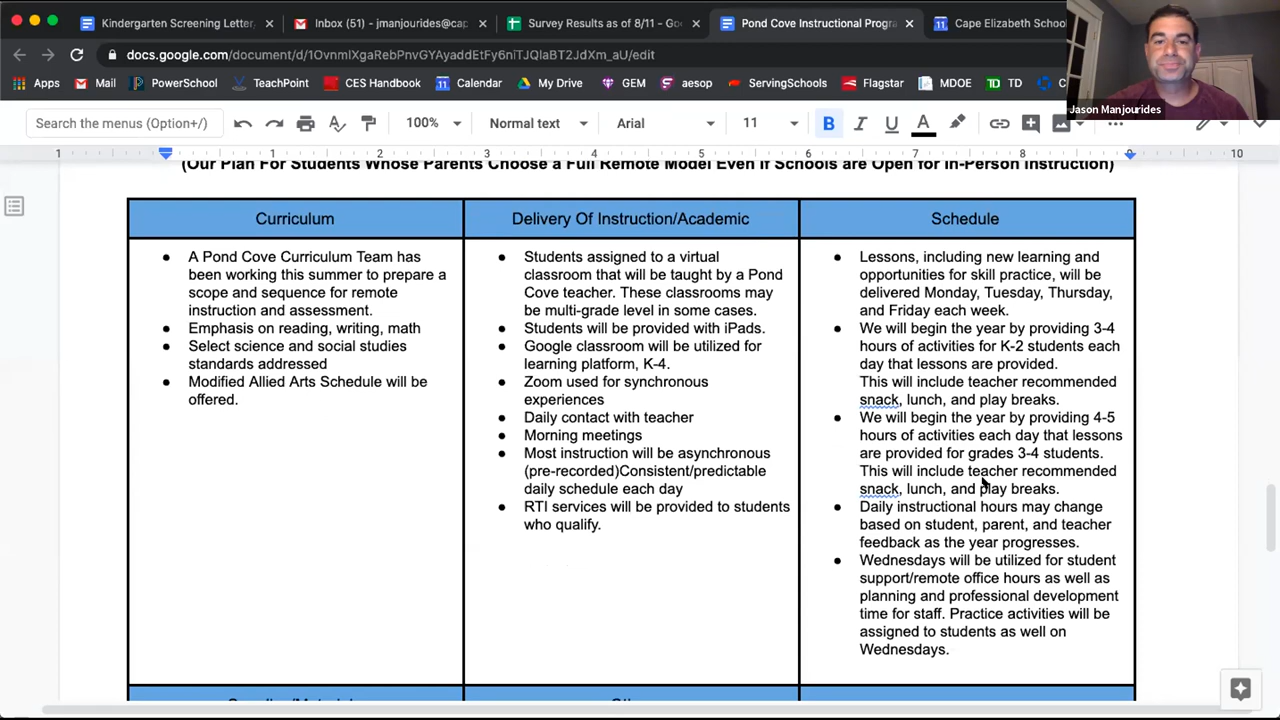 Kindergarten Screening Letter,
Inbox (51) - jmanjourides@cap
Survey Results as of 8/11 - Goo
Pond Cove Instructional Progra
Cape Elizabeth Schoo
docs.google.com/document/d/
Apps
Mail
PowerSchool
TeachPoint
CES Handbook
Calendar
My Drive
GEM
aesop
ServingSchools
Flagstar
MDOE
TD
Jason Manjourides
Search the menus (Option+/)
100%
Normal text
Arial
11
1 1 2 3 4 5 6 7 8 9 10
(Our Plan For Students Whose Parents Choose a Full Remote Model Even If Schools are Open for In-Person Instruction)
Curriculum
A Pond Cove Curriculum Team has
been working this summer to prepare a
scope and sequence for remote
instruction and assessment.
Emphasis on reading, writing, math
Select science and social studies
standards addressed
Modified Allied Arts Schedule will be
offered.
Delivery Of Instruction/Academic
Students assigned to a virtual
classroom that will be taught by a Pond
Cove teacher. These classrooms may
be multi-grade level in some cases.
Students will be provided with iPads.
Google classroom will be utilized for
learning platform, K-4.
Zoom used for synchronous
experiences
Daily contact with teacher
Morning meetings
Most instruction will be asynchronous
(pre-recorded)Consistent/predictable
daily schedule each day
RTI services will be provided to students
who qualify.
Schedule
Lessons, including new learning and
opportunities for skill practice, will be
delivered Monday, Tuesday, Thursday,
and Friday each week.
We will begin the year by providing 3-4
hours of activities for K-2 students each
day that lessons are provided.
This will include teacher recommended
snack, lunch, and play breaks.
We will begin the year by providing 4-5
hours of activities each day that lessons
are provided for grades 3-4 students.
This will include teacher recommended
snack, lunch, and play breaks.
Daily instructional hours may change
based on student, parent, and teacher
feedback as the year progresses.
Wednesdays will be utilized for student
support/remote office hours as well as
planning and professional development
time for staff. Practice activities will be
assigned to students as well on
Wednesdays.